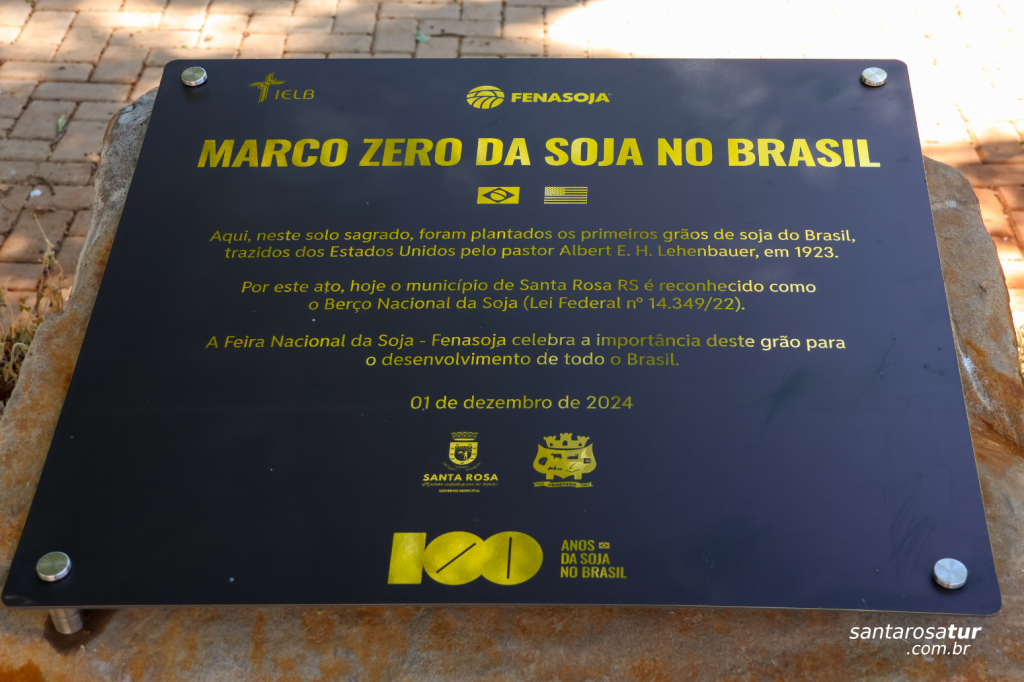 IELB
FENASOJA
MARCO ZERO DA SOJA NO BRASIL
Aqui, neste solo sagrado, foram plantados os primeiros grãos de soja do Brasil,
trazidos dos Estados Unidos pelo pastor Albert E. H. Lehenbauer, em 1923.
Por este ato, hoje o município de Santa Rosa RS é reconhecido como
o Berço Nacional da Soja (Lei Federal nº 14.349/22).
A Feira Nacional da Soja - Fenasoja celebra a importância deste grão para
o desenvolvimento de todo o Brasil.
01 de dezembro de 2024
SANTA ROSA
GOVERNO MUNICIPAL
100 ANOS
DA SOJA
NO BRASIL
santarosatur
.com.br